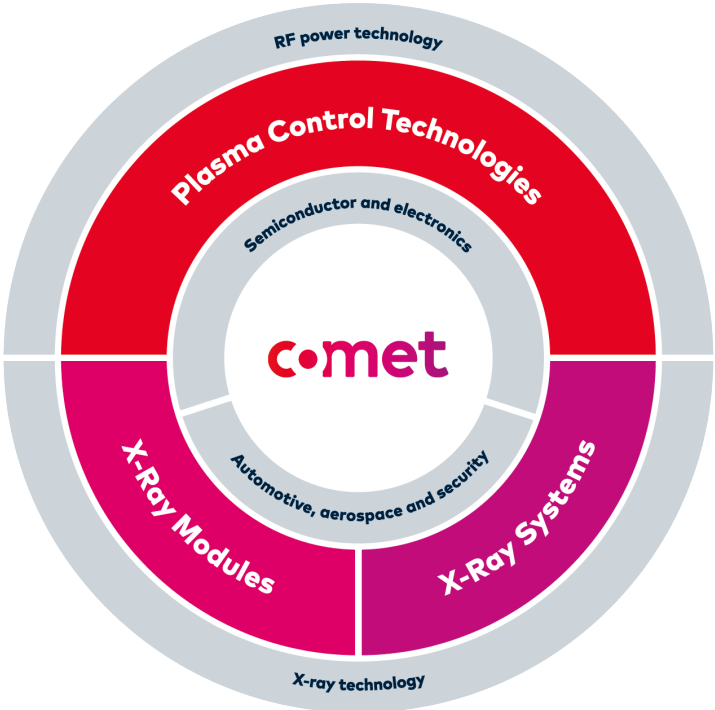 RF power technology
Plasma Control Technologies
Semiconductor and electronics
comet
Automotive, aerospace and security
X-Ray Modules
X-Ray Systems
X-ray technology